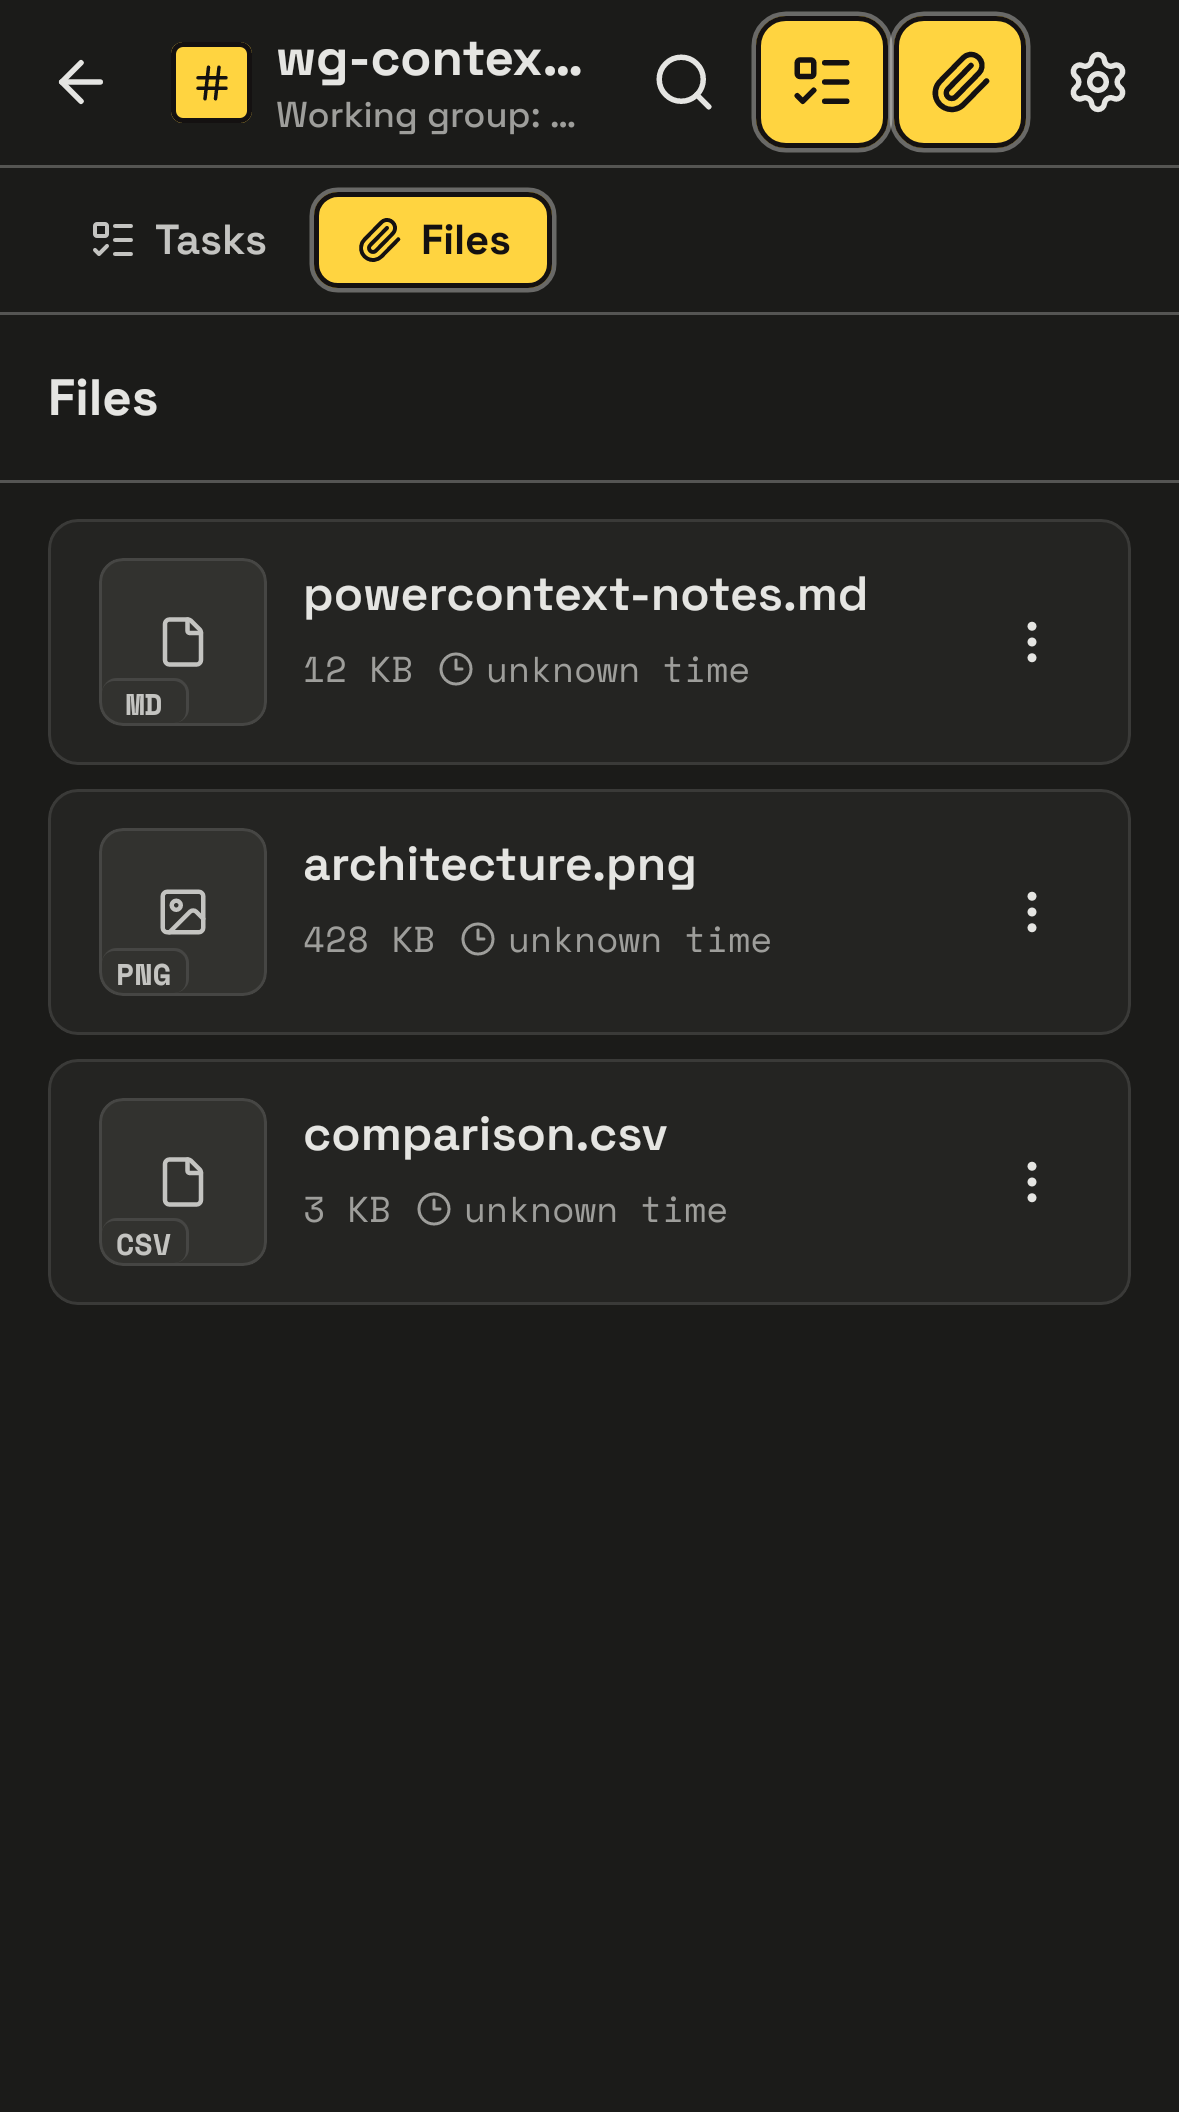 wg-contex...
Working group: ...
Tasks
Files
Files
powercontext-notes.md
12 KB unknown time
MD
architecture.png
428 KB unknown time
PNG
comparison.csv
3 KB unknown time
CSV